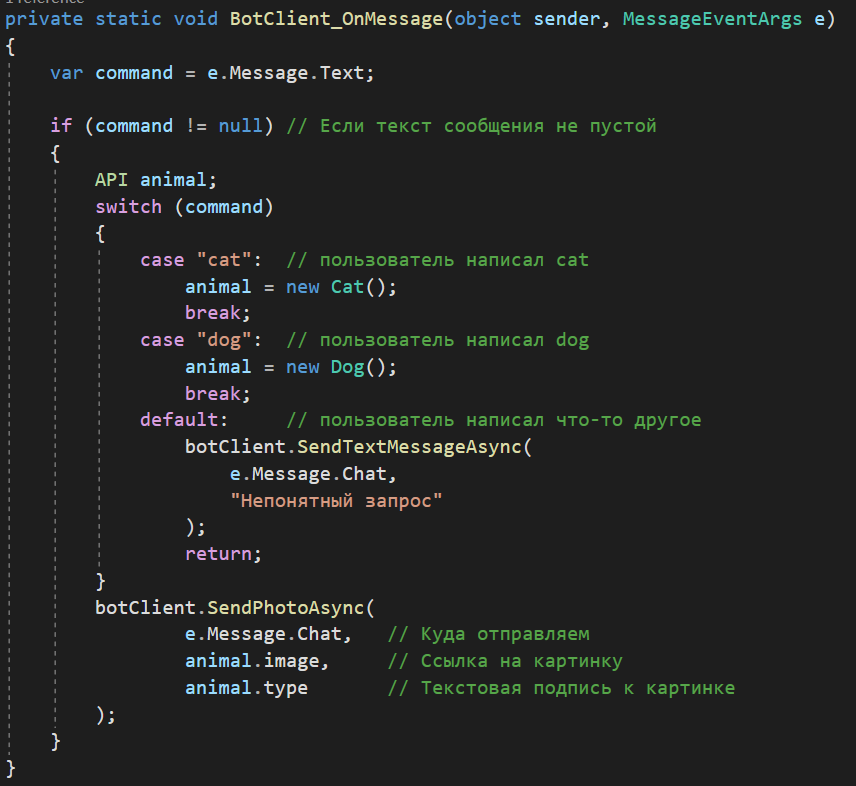 1 reference
private static void BotClient_OnMessage(object sender, MessageEventArgs e)
{
    var command = e.Message.Text;

    if (command != null) // Если текст сообщения не пустой
    {
        API animal;
        switch (command)
        {
            case "cat":  // пользователь написал cat
                animal = new Cat();
                break;
            case "dog":  // пользователь написал dog
                animal = new Dog();
                break;
            default:     // пользователь написал что-то другое
                botClient.SendTextMessageAsync(
                    e.Message.Chat,
                    "Непонятный запрос"
                );
                return;
        }
        botClient.SendPhotoAsync(
                e.Message.Chat,   // Куда отправляем
                animal.image,     // Ссылка на картинку
                animal.type       // Текстовая подпись к картинке
        );
    }
}